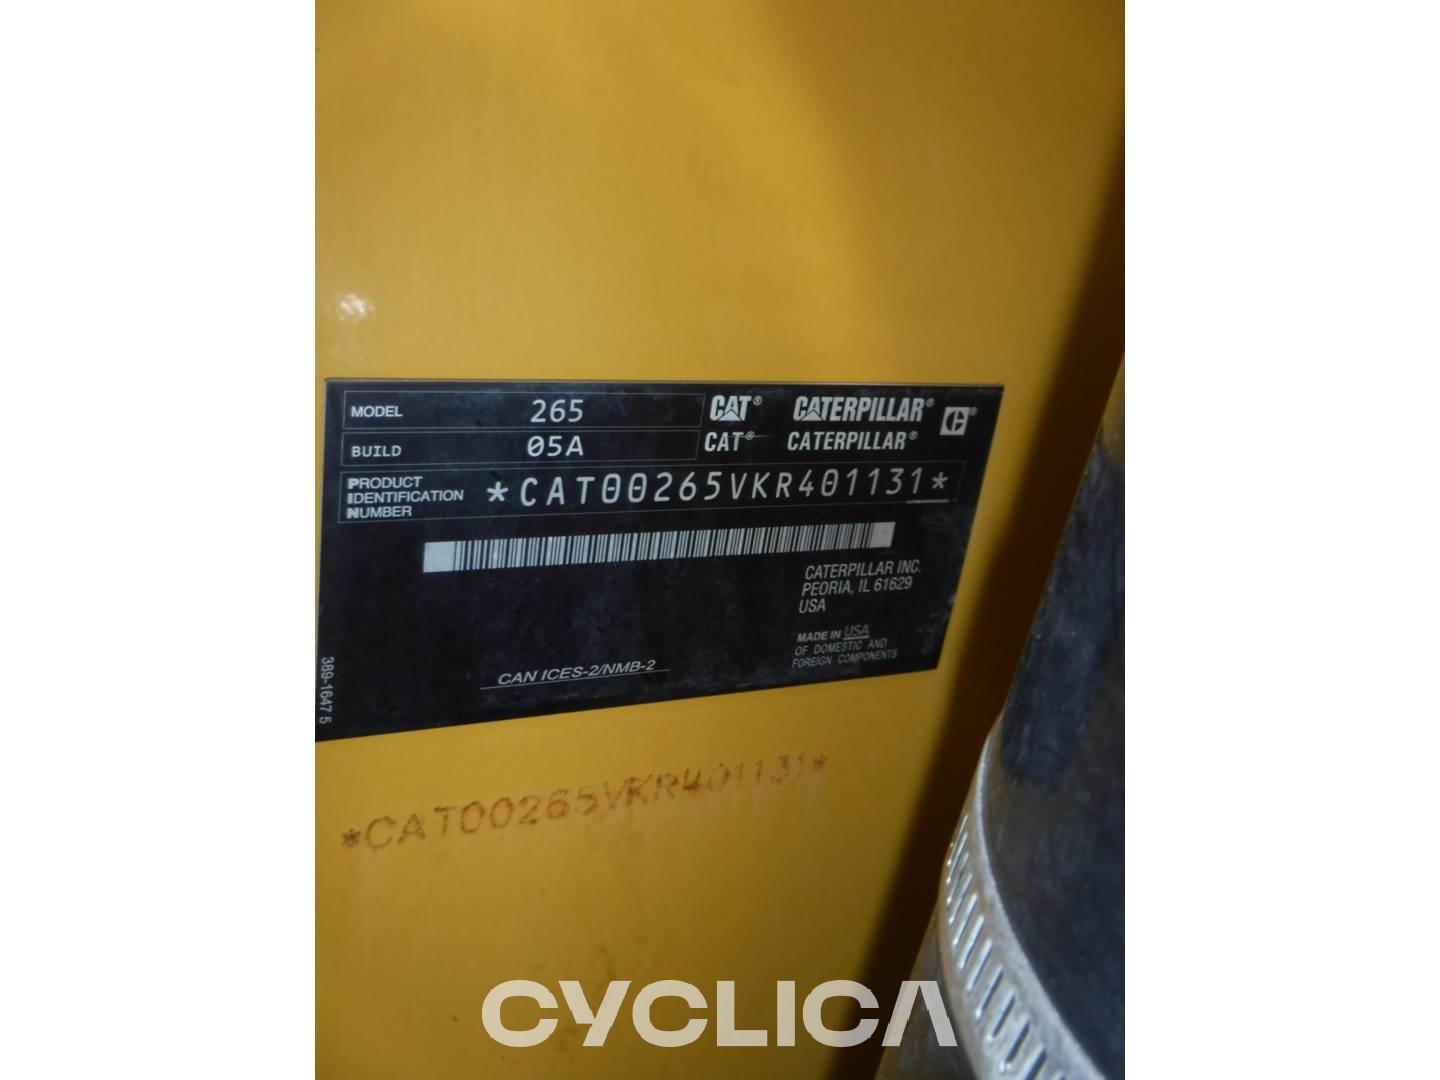 MODEL 265 CAT® CATERPILLAR®
BUILD 05A CAT® CATERPILLAR®
PRODUCT
IDENTIFICATION
NUMBER
*CAT00265VKR401131*
CATERPILLAR INC.
PEORIA, IL 61629
USA
MADE IN USA
OF DOMESTIC AND
FOREIGN COMPONENTS
CAN ICES-2/NMB-2
389-1647 5
*CAT00265VKR401131*
CYCLICA